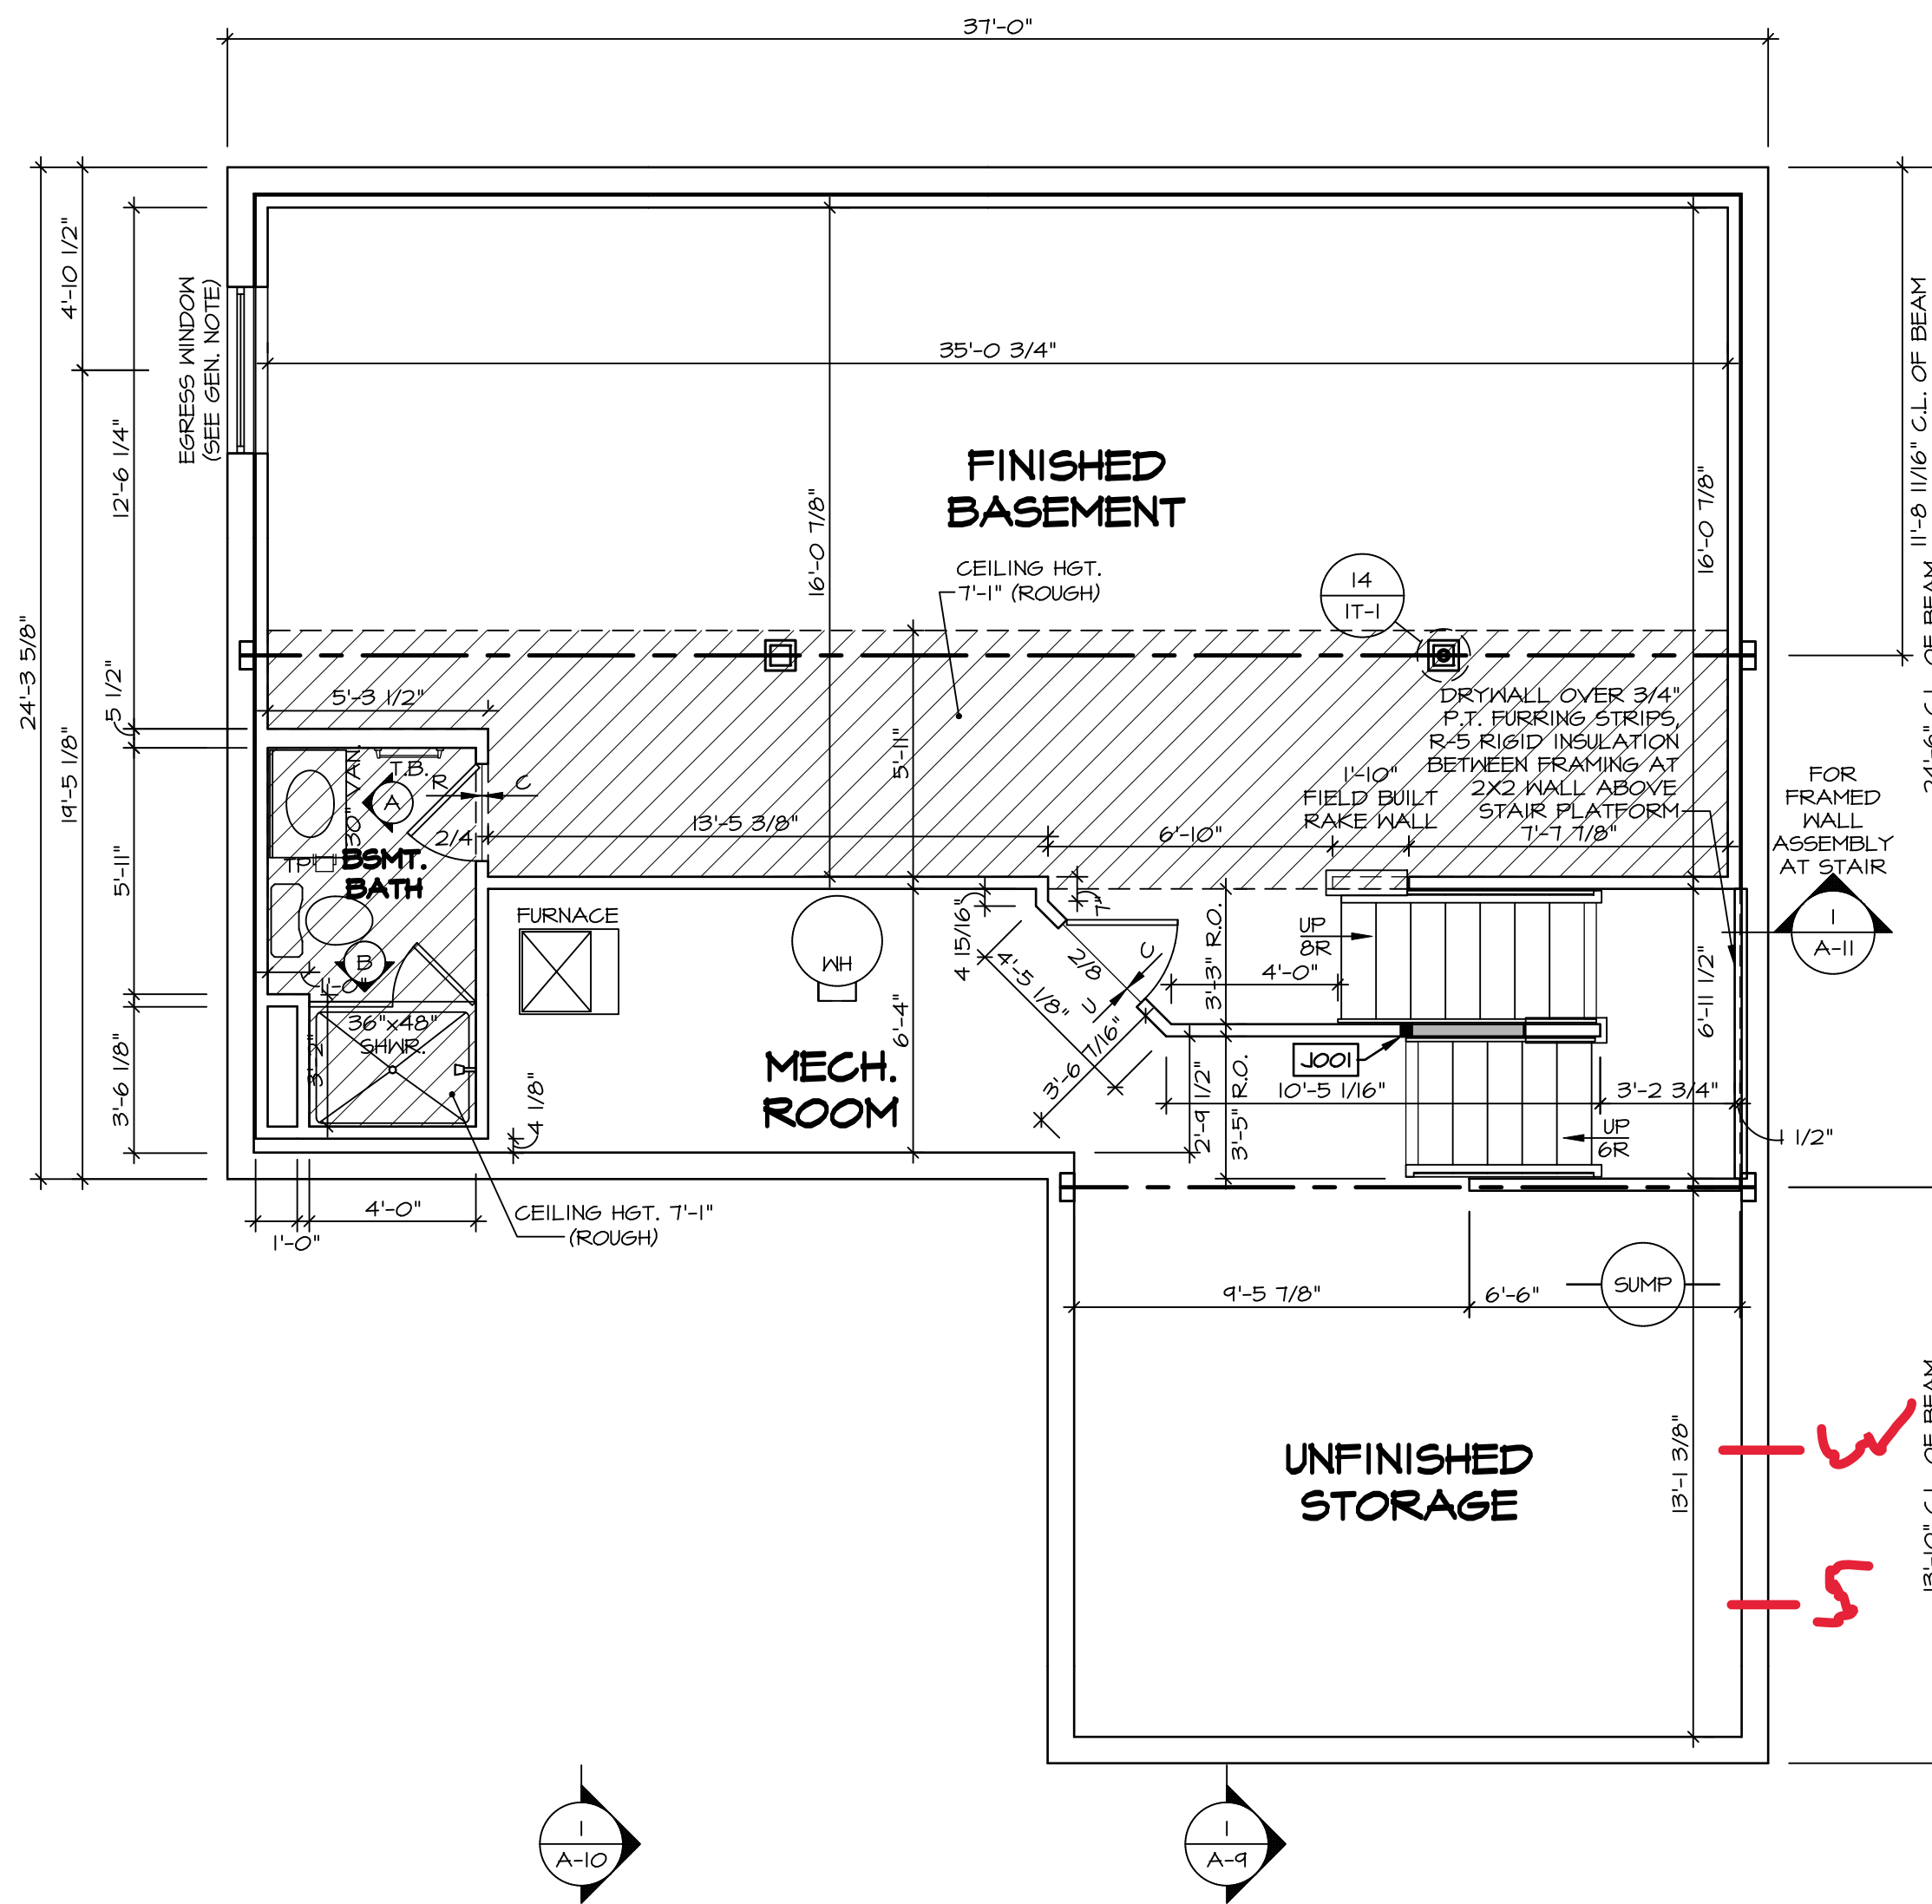 37'-0"
4'-10 1/2"
EGRESS WINDOW
(SEE GEN. NOTE)
12'-6 1/4"
24'-3 5/8"
19'-5 1/8"
5 1/2"
5'-11"
3'-6 1/8"
35'-0 3/4"
FINISHED
BASEMENT
16'-0 7/8"
16'-0 7/8"
11'-8 11/16" C.L. OF BEAM
CEILING HGT.
7'-1" (ROUGH)
14
IT-1
5'-3 1/2"
5'-11"
DRYWALL OVER 3/4"
P.T. FURRING STRIPS,
R-5 RIGID INSULATION
BETWEEN FRAMING AT
2X2 WALL ABOVE
STAIR PLATFORM
1'-10"
FIELD BUILT
RAKE WALL
7'-7 7/8"
6'-10"
13'-5 3/8"
FOR
FRAMED
WALL
ASSEMBLY
AT STAIR
1
A-11
T.B.
R
C
A
30" VAN.
2/4
TP
BSMT.
BATH
B
1'-0"
36"x48"
SHWR.
3'-2"
FURNACE
WH
MECH.
ROOM
6'-4"
4 1/8"
4 15/16"
7"
4'-5 1/8"
2/8
C
U
3'-6 7/16"
3'-3" R.O.
4'-0"
UP
8R
6'-11 1/2"
J001
2'-9 1/2"
3'-5" R.O.
10'-5 1/16"
3'-2 3/4"
1 1/2"
UP
6R
4'-0"
1'-0"
CEILING HGT. 7'-1"
(ROUGH)
9'-5 7/8"
6'-6"
SUMP
UNFINISHED
STORAGE
13'-1 3/8"
W
S
1
A-10
1
A-9